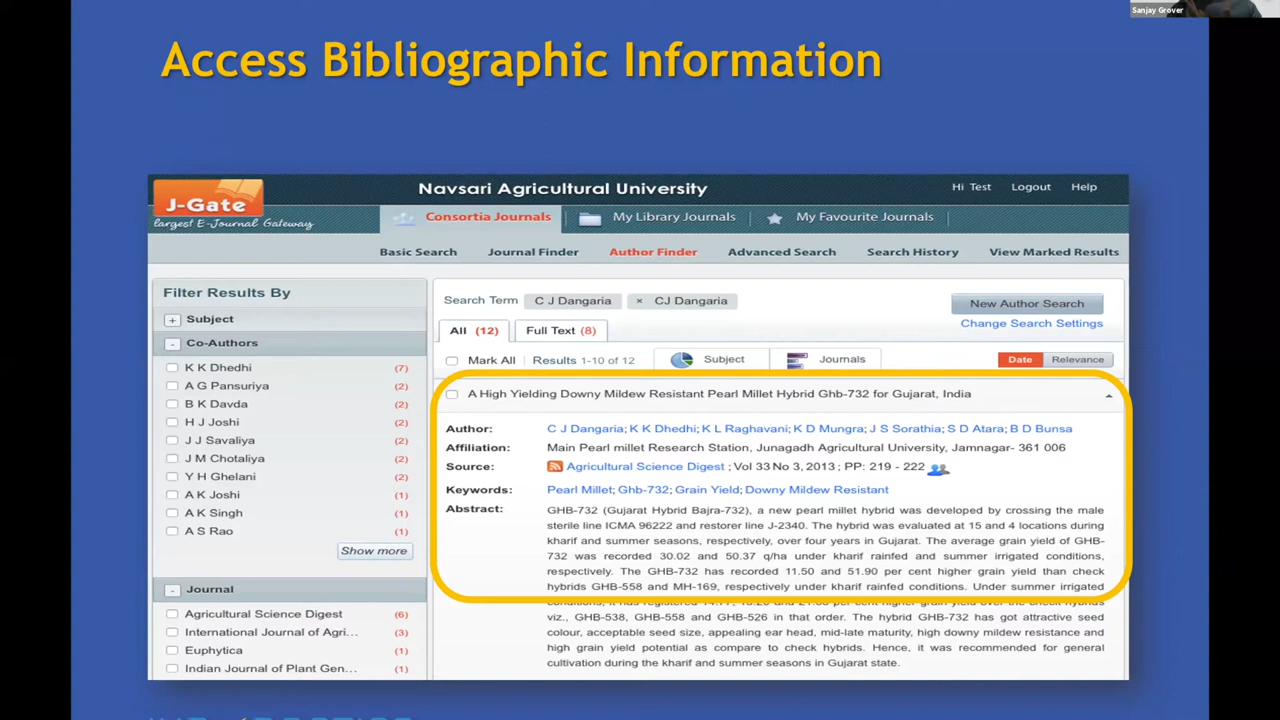 Sanjay Grover
Access Bibliographic Information
J-Gate
largest E-Journal Gateway
Navsari Agricultural University
Hi Test Logout Help
Consortia Journals My Library Journals My Favourite Journals
Basic Search Journal Finder Author Finder Advanced Search Search History View Marked Results
Filter Results By
+ Subject
- Co-Authors
K K Dhedhi (7)
A G Pansuriya (2)
B K Davda (2)
H J Joshi (2)
J J Savaliya (2)
J M Chotaliya (2)
Y H Ghelani (2)
A K Joshi (1)
A K Singh (1)
A S Rao (1)
Show more
- Journal
Agricultural Science Digest (6)
International Journal of Agri... (3)
Euphytica (1)
Indian Journal of Plant Gen... (1)
Search Term C J Dangaria × CJ Dangaria
New Author Search
Change Search Settings
All (12) Full Text (8)
Mark All Results 1-10 of 12 Subject Journals Date Relevance
A High Yielding Downy Mildew Resistant Pearl Millet Hybrid Ghb-732 for Gujarat, India
Author: C J Dangaria; K K Dhedhi; K L Raghavani; K D Mungra; J S Sorathia; S D Atara; B D Bunsa
Affiliation: Main Pearl millet Research Station, Junagadh Agricultural University, Jamnagar- 361 006
Source: Agricultural Science Digest ; Vol 33 No 3, 2013 ; PP: 219 - 222
Keywords: Pearl Millet; Ghb-732; Grain Yield; Downy Mildew Resistant
Abstract: GHB-732 (Gujarat Hybrid Bajra-732), a new pearl millet hybrid was developed by crossing the male
sterile line ICMA 96222 and restorer line J-2340. The hybrid was evaluated at 15 and 4 locations during
kharif and summer seasons, respectively, over four years in Gujarat. The average grain yield of GHB-
732 was recorded 30.02 and 50.37 q/ha under kharif rainfed and summer irrigated conditions,
respectively. The GHB-732 has recorded 11.50 and 51.90 per cent higher grain yield than check
hybrids GHB-558 and MH-169, respectively under kharif rainfed conditions. Under summer irrigated
conditions, it has registered per cent higher grain yield over the check hybrids
viz., GHB-538, GHB-558 and GHB-526 in that order. The hybrid GHB-732 has got attractive seed
colour, acceptable seed size, appealing ear head, mid-late maturity, high downy mildew resistance and
high grain yield potential as compare to check hybrids. Hence, it was recommended for general
cultivation during the kharif and summer seasons in Gujarat state.